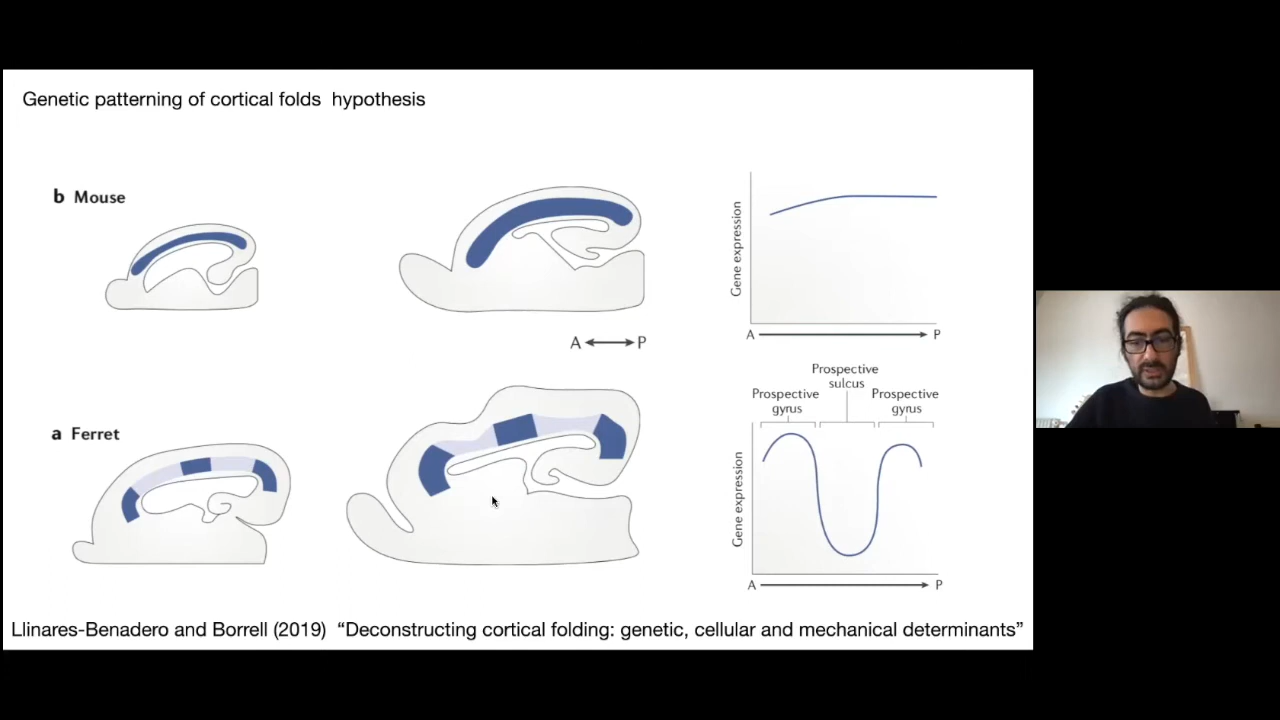 Genetic patterning of cortical folds  hypothesis
b Mouse
Gene expression
A
P
A
P
a Ferret
Prospective
sulcus
Prospective
gyrus
Prospective
gyrus
Gene expression
A
P
Llinares-Benadero and Borrell (2019)  “Deconstructing cortical folding: genetic, cellular and mechanical determinants”